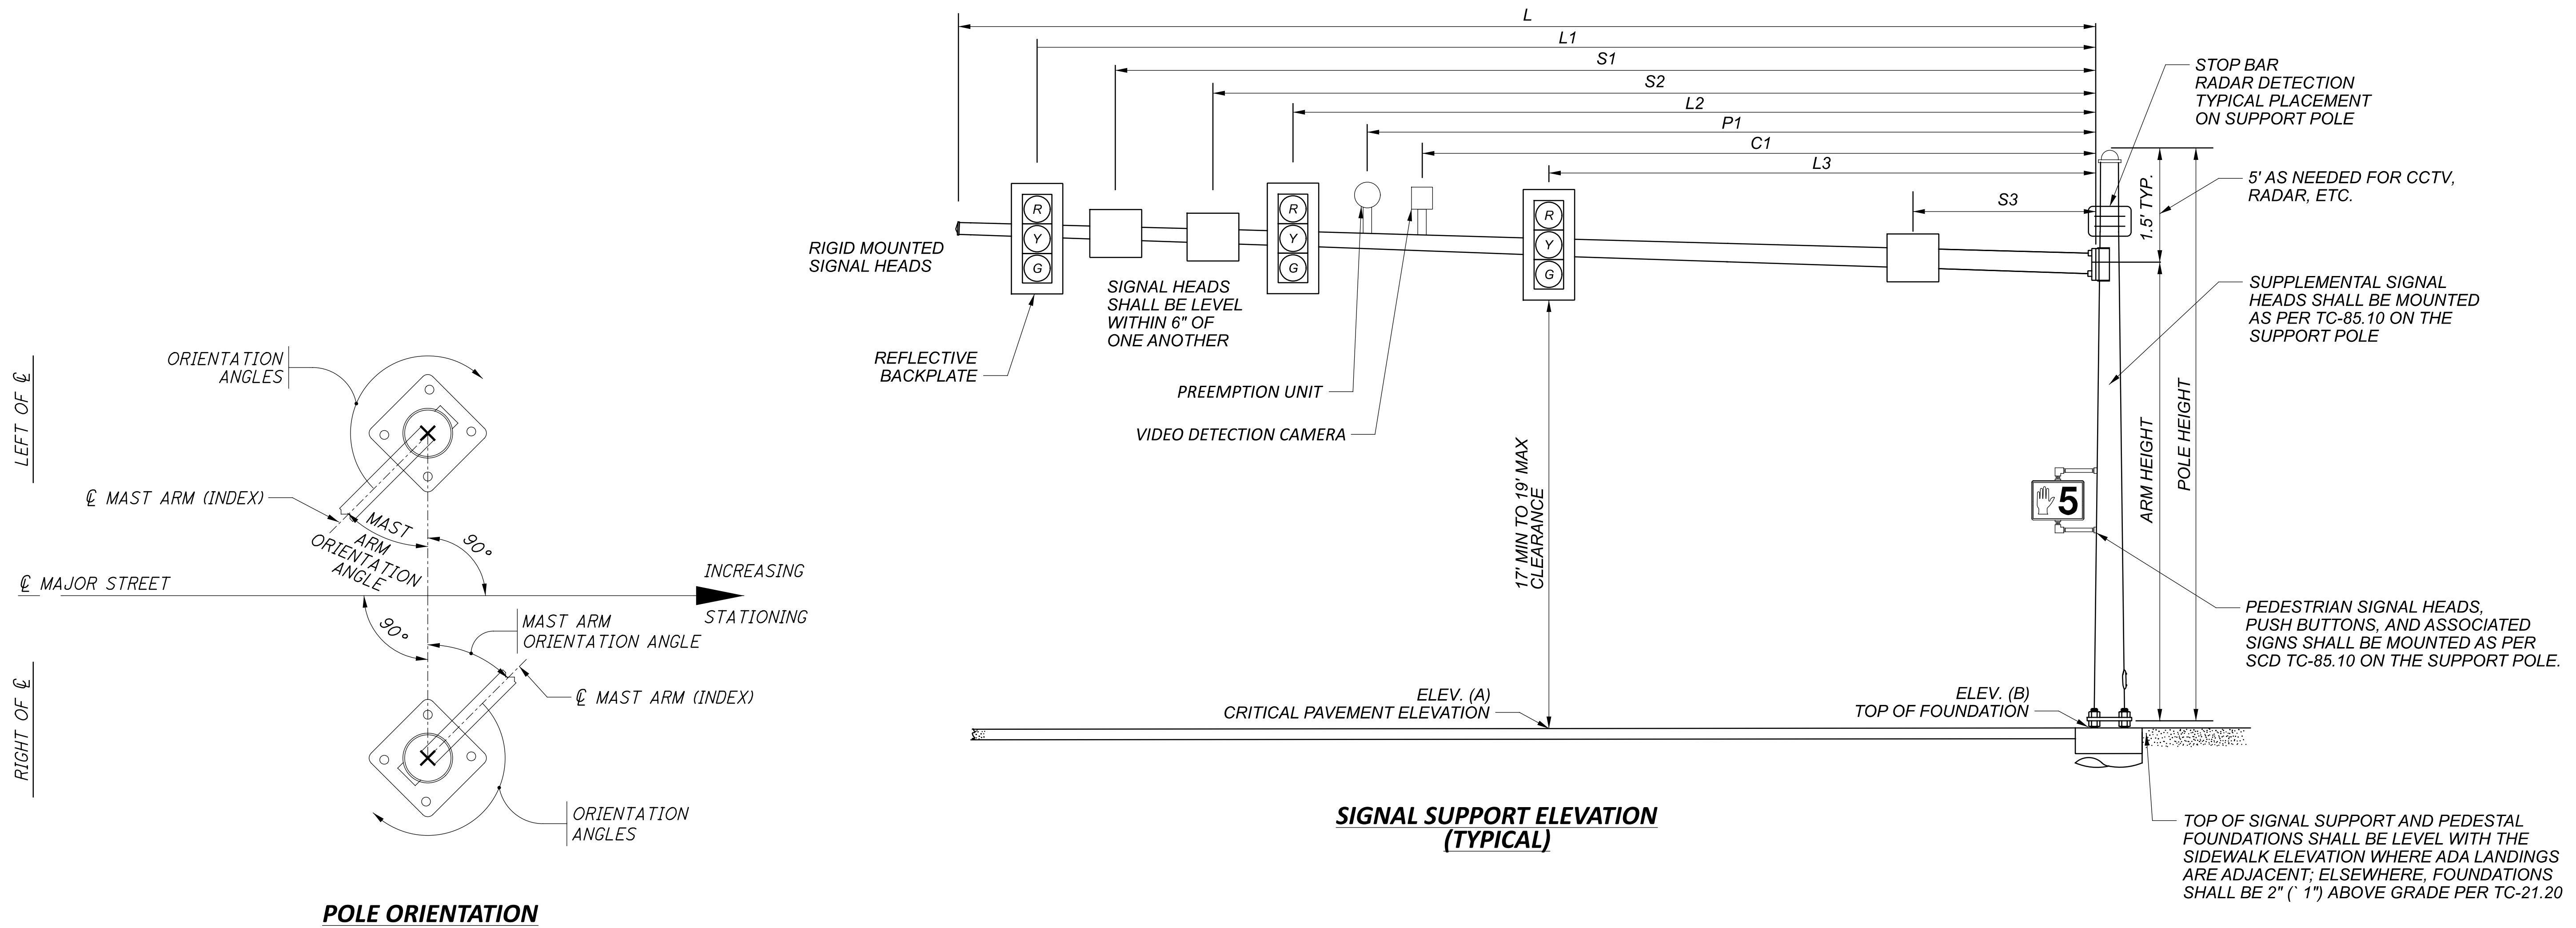 L
L1
S1
S2
L2
P1
C1
L3
S3
STOP BAR
RADAR DETECTION
TYPICAL PLACEMENT
ON SUPPORT POLE
1.5' TYP.
5' AS NEEDED FOR CCTV,
RADAR, ETC.
RIGID MOUNTED
SIGNAL HEADS
R
Y
G
R
Y
G
R
Y
G
SIGNAL HEADS
SHALL BE LEVEL
WITHIN 6" OF
ONE ANOTHER
REFLECTIVE
BACKPLATE
PREEMPTION UNIT
VIDEO DETECTION CAMERA
SUPPLEMENTAL SIGNAL
HEADS SHALL BE MOUNTED
AS PER TC-85.10 ON THE
SUPPORT POLE
17' MIN TO 19' MAX
CLEARANCE
ARM HEIGHT
POLE HEIGHT
5
PEDESTRIAN SIGNAL HEADS,
PUSH BUTTONS, AND ASSOCIATED
SIGNS SHALL BE MOUNTED AS PER
SCD TC-85.10 ON THE SUPPORT POLE.
ELEV. (A)
CRITICAL PAVEMENT ELEVATION
ELEV. (B)
TOP OF FOUNDATION
TOP OF SIGNAL SUPPORT AND PEDESTAL
FOUNDATIONS SHALL BE LEVEL WITH THE
SIDEWALK ELEVATION WHERE ADA LANDINGS
ARE ADJACENT; ELSEWHERE, FOUNDATIONS
SHALL BE 2" (` 1") ABOVE GRADE PER TC-21.20
SIGNAL SUPPORT ELEVATION
(TYPICAL)
LEFT OF ℄
ORIENTATION
ANGLES
℄ MAST ARM (INDEX)
MAST
ARM
ORIENTATION
ANGLE
90°
℄ MAJOR STREET
INCREASING
STATIONING
90°
MAST ARM
ORIENTATION ANGLE
℄ MAST ARM (INDEX)
RIGHT OF ℄
ORIENTATION
ANGLES
POLE ORIENTATION